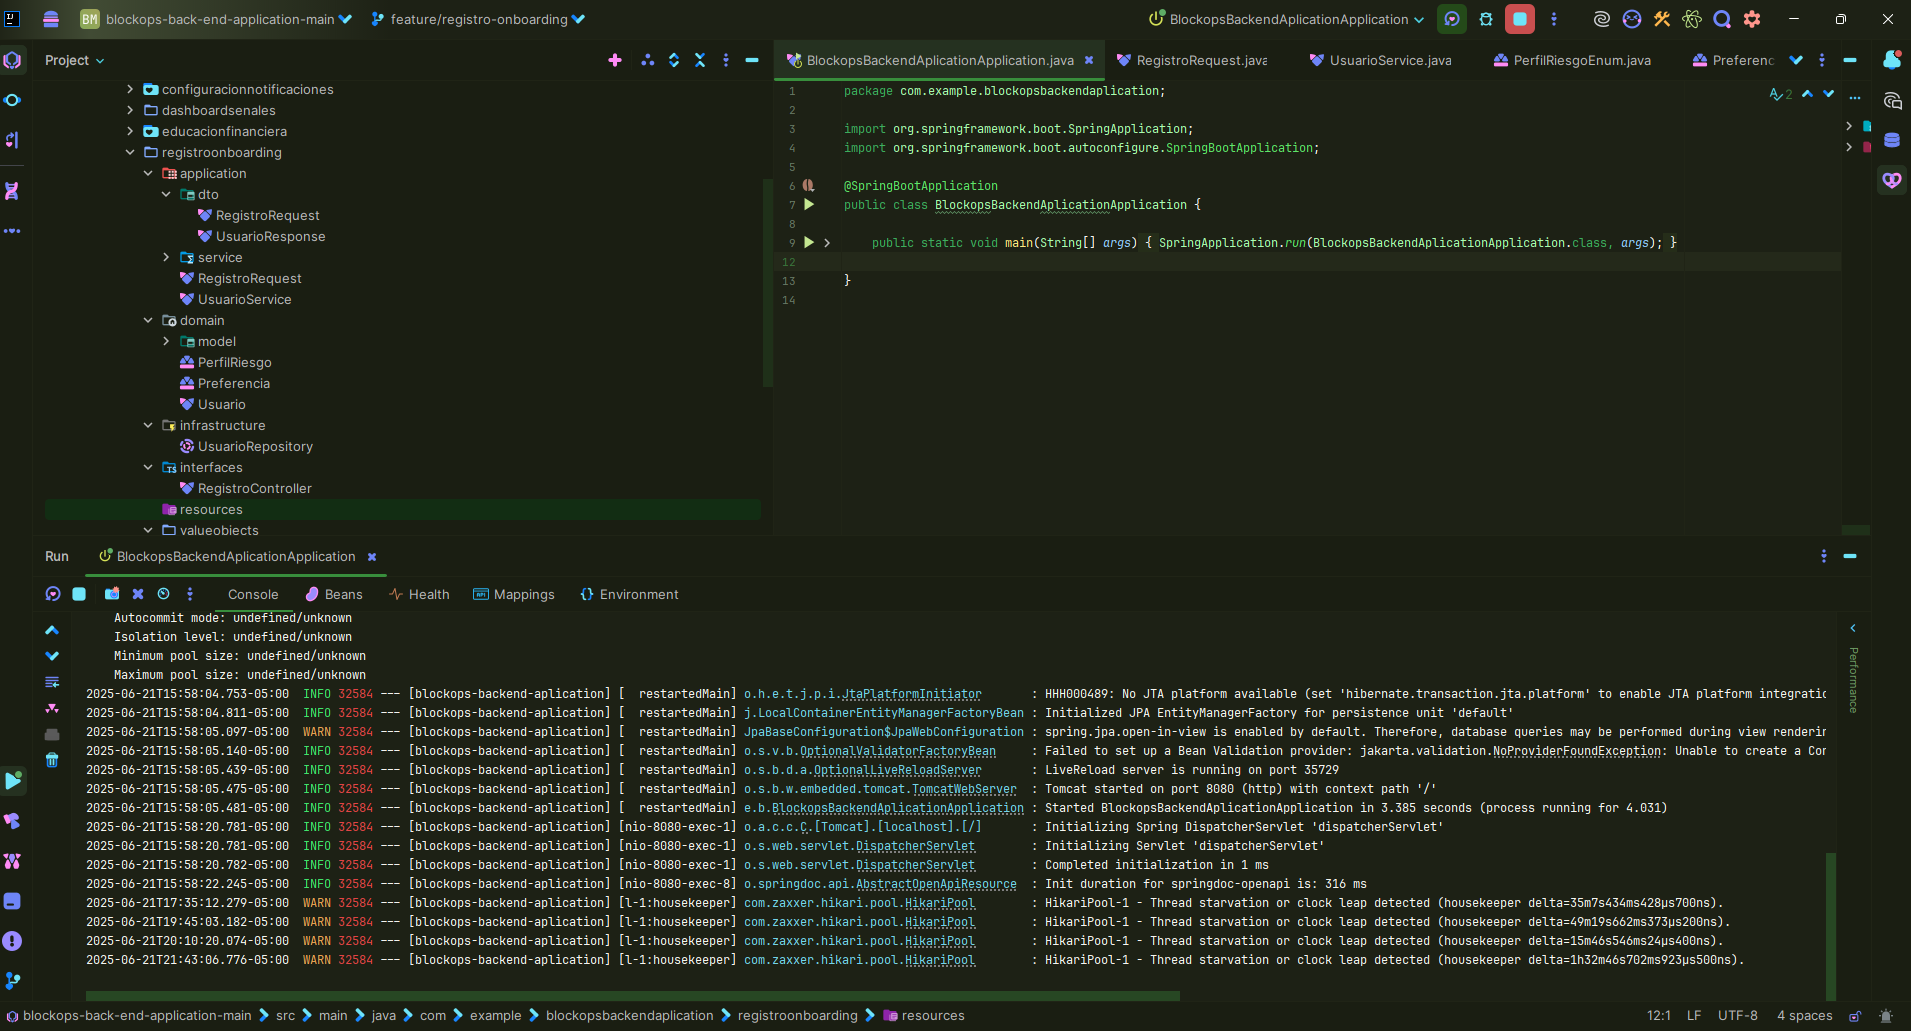 BM blockops-back-end-application-main feature/registro-onboarding BlockopsBackendAplicationApplication
Project
configuracionnotificaciones
dashboardsenales
educacionfinanciera
registroonboarding
application
dto
RegistroRequest
UsuarioResponse
service
RegistroRequest
UsuarioService
domain
model
PerfilRiesgo
Preferencia
Usuario
infrastructure
UsuarioRepository
interfaces
RegistroController
resources
valueobjects
BlockopsBackendAplicationApplication.java RegistroRequest.java UsuarioService.java PerfilRiesgoEnum.java Preferenc
2
1 package com.example.blockopsbackendaplication;
2
3 import org.springframework.boot.SpringApplication;
4 import org.springframework.boot.autoconfigure.SpringBootApplication;
5
6 @SpringBootApplication
7 public class BlockopsBackendAplicationApplication {
8
9 public static void main(String[] args) { SpringApplication.run(BlockopsBackendAplicationApplication.class, args); }
12
13 }
14
Run BlockopsBackendAplicationApplication
Console Beans Health Mappings Environment
Autocommit mode: undefined/unknown
Isolation level: undefined/unknown
Minimum pool size: undefined/unknown
Maximum pool size: undefined/unknown
2025-06-21T15:58:04.753-05:00 INFO 32584 --- [blockops-backend-aplication] [ restartedMain] o.h.e.t.j.p.i.JtaPlatformInitiator : HHH000489: No JTA platform available (set 'hibernate.transaction.jta.platform' to enable JTA platform integratio
2025-06-21T15:58:04.811-05:00 INFO 32584 --- [blockops-backend-aplication] [ restartedMain] j.LocalContainerEntityManagerFactoryBean : Initialized JPA EntityManagerFactory for persistence unit 'default'
2025-06-21T15:58:05.097-05:00 WARN 32584 --- [blockops-backend-aplication] [ restartedMain] JpaBaseConfiguration$JpaWebConfiguration : spring.jpa.open-in-view is enabled by default. Therefore, database queries may be performed during view renderin
2025-06-21T15:58:05.140-05:00 INFO 32584 --- [blockops-backend-aplication] [ restartedMain] o.s.v.b.OptionalValidatorFactoryBean : Failed to set up a Bean Validation provider: jakarta.validation.NoProviderFoundException: Unable to create a Con
2025-06-21T15:58:05.439-05:00 INFO 32584 --- [blockops-backend-aplication] [ restartedMain] o.s.b.d.a.OptionalLiveReloadServer : LiveReload server is running on port 35729
2025-06-21T15:58:05.475-05:00 INFO 32584 --- [blockops-backend-aplication] [ restartedMain] o.s.b.w.embedded.tomcat.TomcatWebServer : Tomcat started on port 8080 (http) with context path '/'
2025-06-21T15:58:05.481-05:00 INFO 32584 --- [blockops-backend-aplication] [ restartedMain] e.b.BlockopsBackendAplicationApplication : Started BlockopsBackendAplicationApplication in 3.385 seconds (process running for 4.031)
2025-06-21T15:58:20.781-05:00 INFO 32584 --- [blockops-backend-aplication] [nio-8080-exec-1] o.a.c.c.C.[Tomcat].[localhost].[/] : Initializing Spring DispatcherServlet 'dispatcherServlet'
2025-06-21T15:58:20.781-05:00 INFO 32584 --- [blockops-backend-aplication] [nio-8080-exec-1] o.s.web.servlet.DispatcherServlet : Initializing Servlet 'dispatcherServlet'
2025-06-21T15:58:20.782-05:00 INFO 32584 --- [blockops-backend-aplication] [nio-8080-exec-1] o.s.web.servlet.DispatcherServlet : Completed initialization in 1 ms
2025-06-21T15:58:22.245-05:00 INFO 32584 --- [blockops-backend-aplication] [nio-8080-exec-8] o.springdoc.api.AbstractOpenApiResource : Init duration for springdoc-openapi is: 316 ms
2025-06-21T17:35:12.279-05:00 WARN 32584 --- [blockops-backend-aplication] [l-1:housekeeper] com.zaxxer.hikari.pool.HikariPool : HikariPool-1 - Thread starvation or clock leap detected (housekeeper delta=35m7s434ms428µs700ns).
2025-06-21T19:45:03.182-05:00 WARN 32584 --- [blockops-backend-aplication] [l-1:housekeeper] com.zaxxer.hikari.pool.HikariPool : HikariPool-1 - Thread starvation or clock leap detected (housekeeper delta=49m19s662ms373µs200ns).
2025-06-21T20:10:20.074-05:00 WARN 32584 --- [blockops-backend-aplication] [l-1:housekeeper] com.zaxxer.hikari.pool.HikariPool : HikariPool-1 - Thread starvation or clock leap detected (housekeeper delta=15m46s546ms24µs400ns).
2025-06-21T21:43:06.776-05:00 WARN 32584 --- [blockops-backend-aplication] [l-1:housekeeper] com.zaxxer.hikari.pool.HikariPool : HikariPool-1 - Thread starvation or clock leap detected (housekeeper delta=1h32m46s702ms923µs500ns).
Performance
blockops-back-end-application-main src main java com example blockopsbackendaplication registroonboarding resources 12:1 LF UTF-8 4 spaces